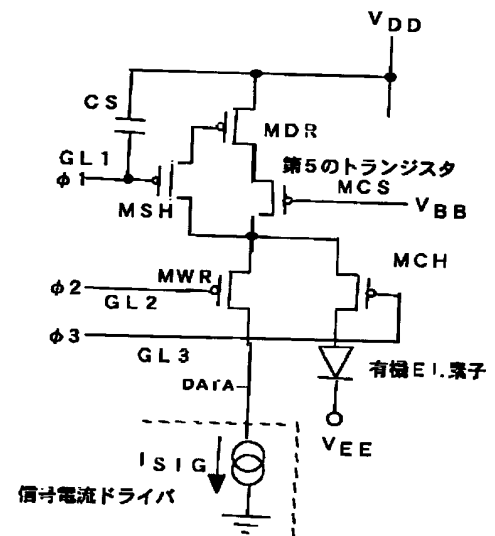 VDD
CS
MDR
GL1
φ1
第5のトランジスタ
MCS
MSH
VBB
MWR
MCH
φ2
GL2
φ3
GL3
DATA
有機EL素子
VEE
ISIG
信号電流ドライバ